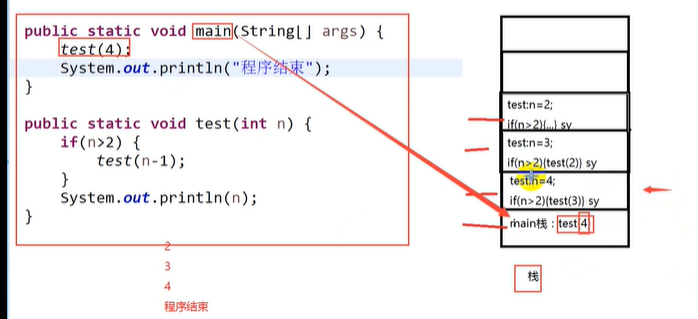 public static void main(String[] args) {
test(4);
System.out.println("程序结束");
}
public static void test(int n) {
if(n>2) {
test(n-1);
}
System.out.println(n);
}
2
3
4
程序结束
test:n=2;
if(n>2){...} sy
test:n=3;
if(n>2){test(2)} sy
test:n=4;
if(n>2){test(3)} sy
main栈：test(4)
栈